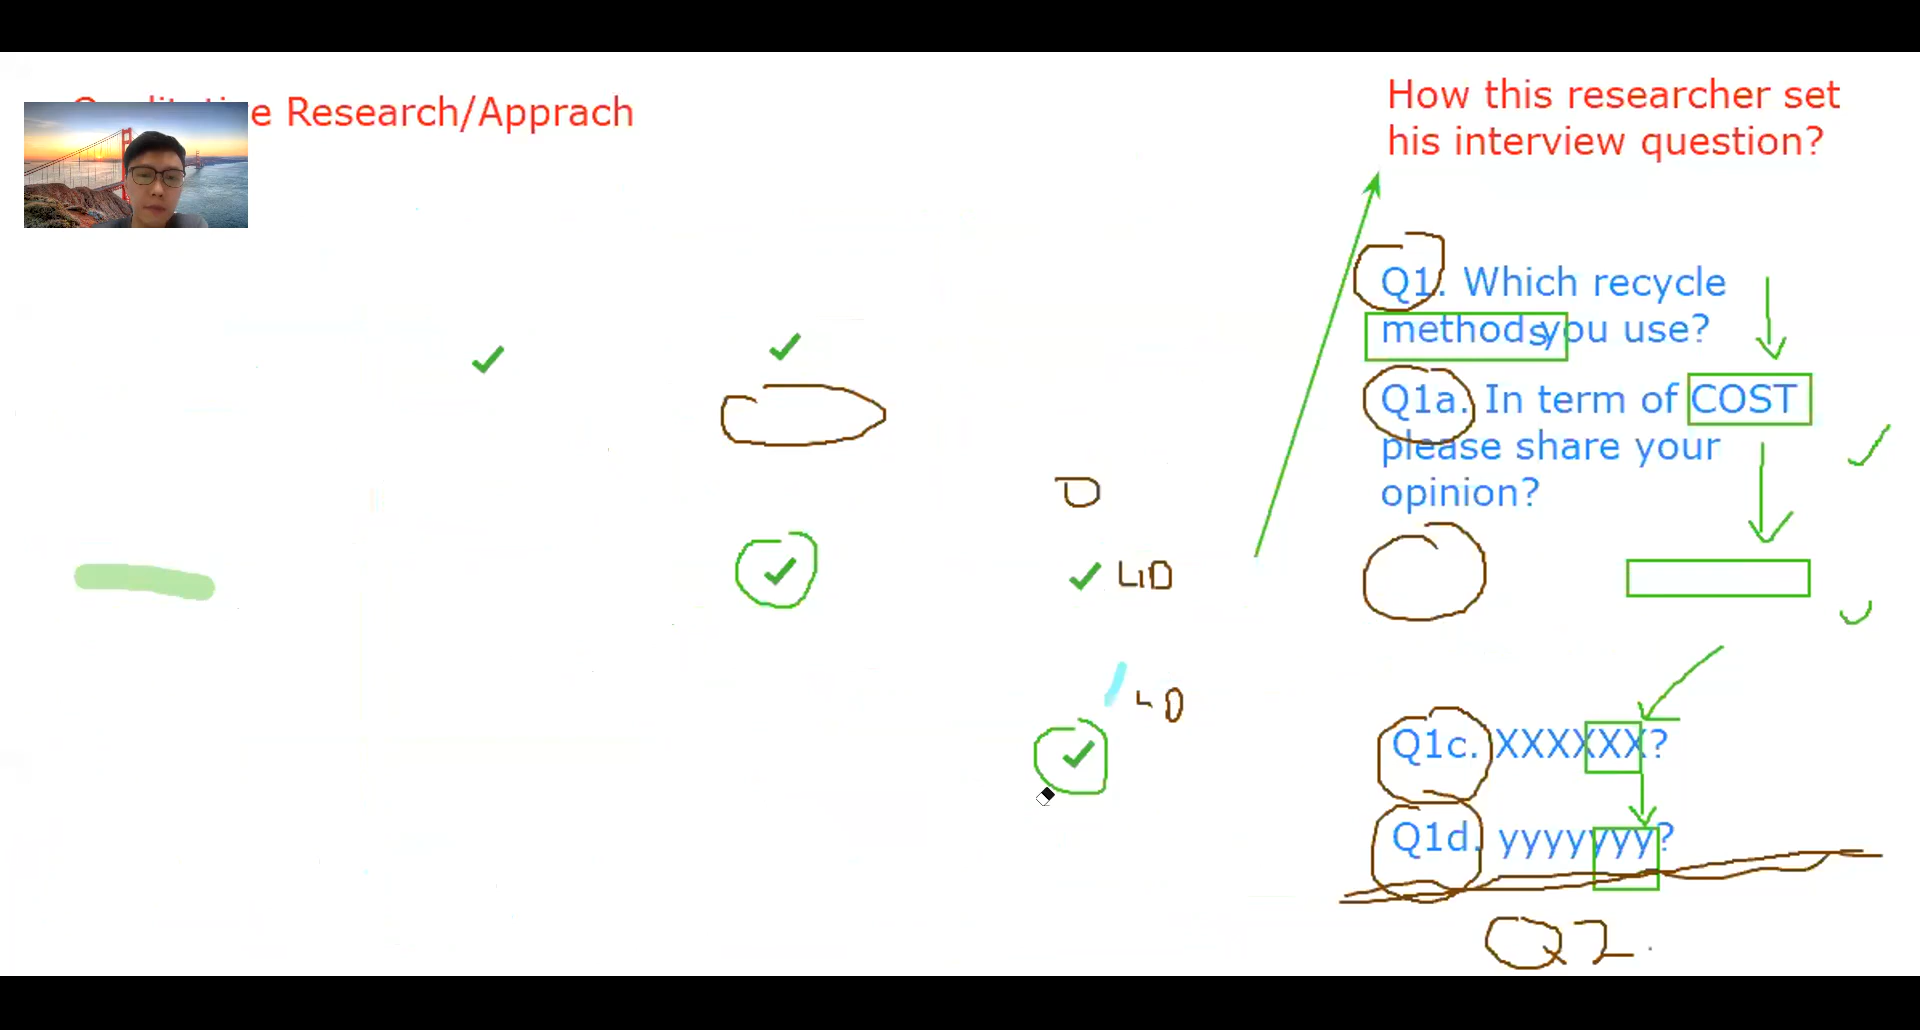 e Research/Apprach
How this researcher set
his interview question?
Q1. Which recycle
methods you use?
Q1a. In term of COST
please share your
opinion?
Q1c. XXXXXX?
Q1d. yyyyyyy?
Q2